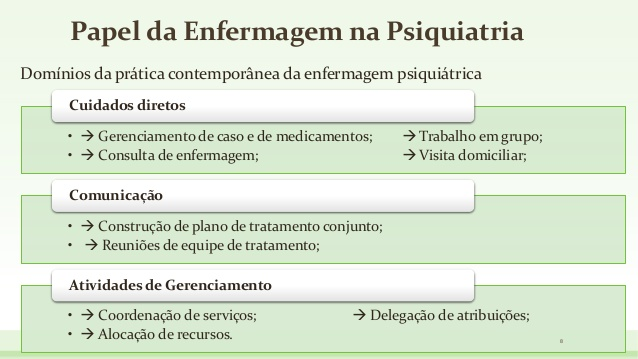 Papel da Enfermagem na Psiquiatria
Domínios da prática contemporânea da enfermagem psiquiátrica
Cuidados diretos
• → Gerenciamento de caso e de medicamentos; → Trabalho em grupo;
• → Consulta de enfermagem; → Visita domiciliar;
Comunicação
• → Construção de plano de tratamento conjunto;
• → Reuniões de equipe de tratamento;
Atividades de Gerenciamento
• → Coordenação de serviços; → Delegação de atribuições;
• → Alocação de recursos.